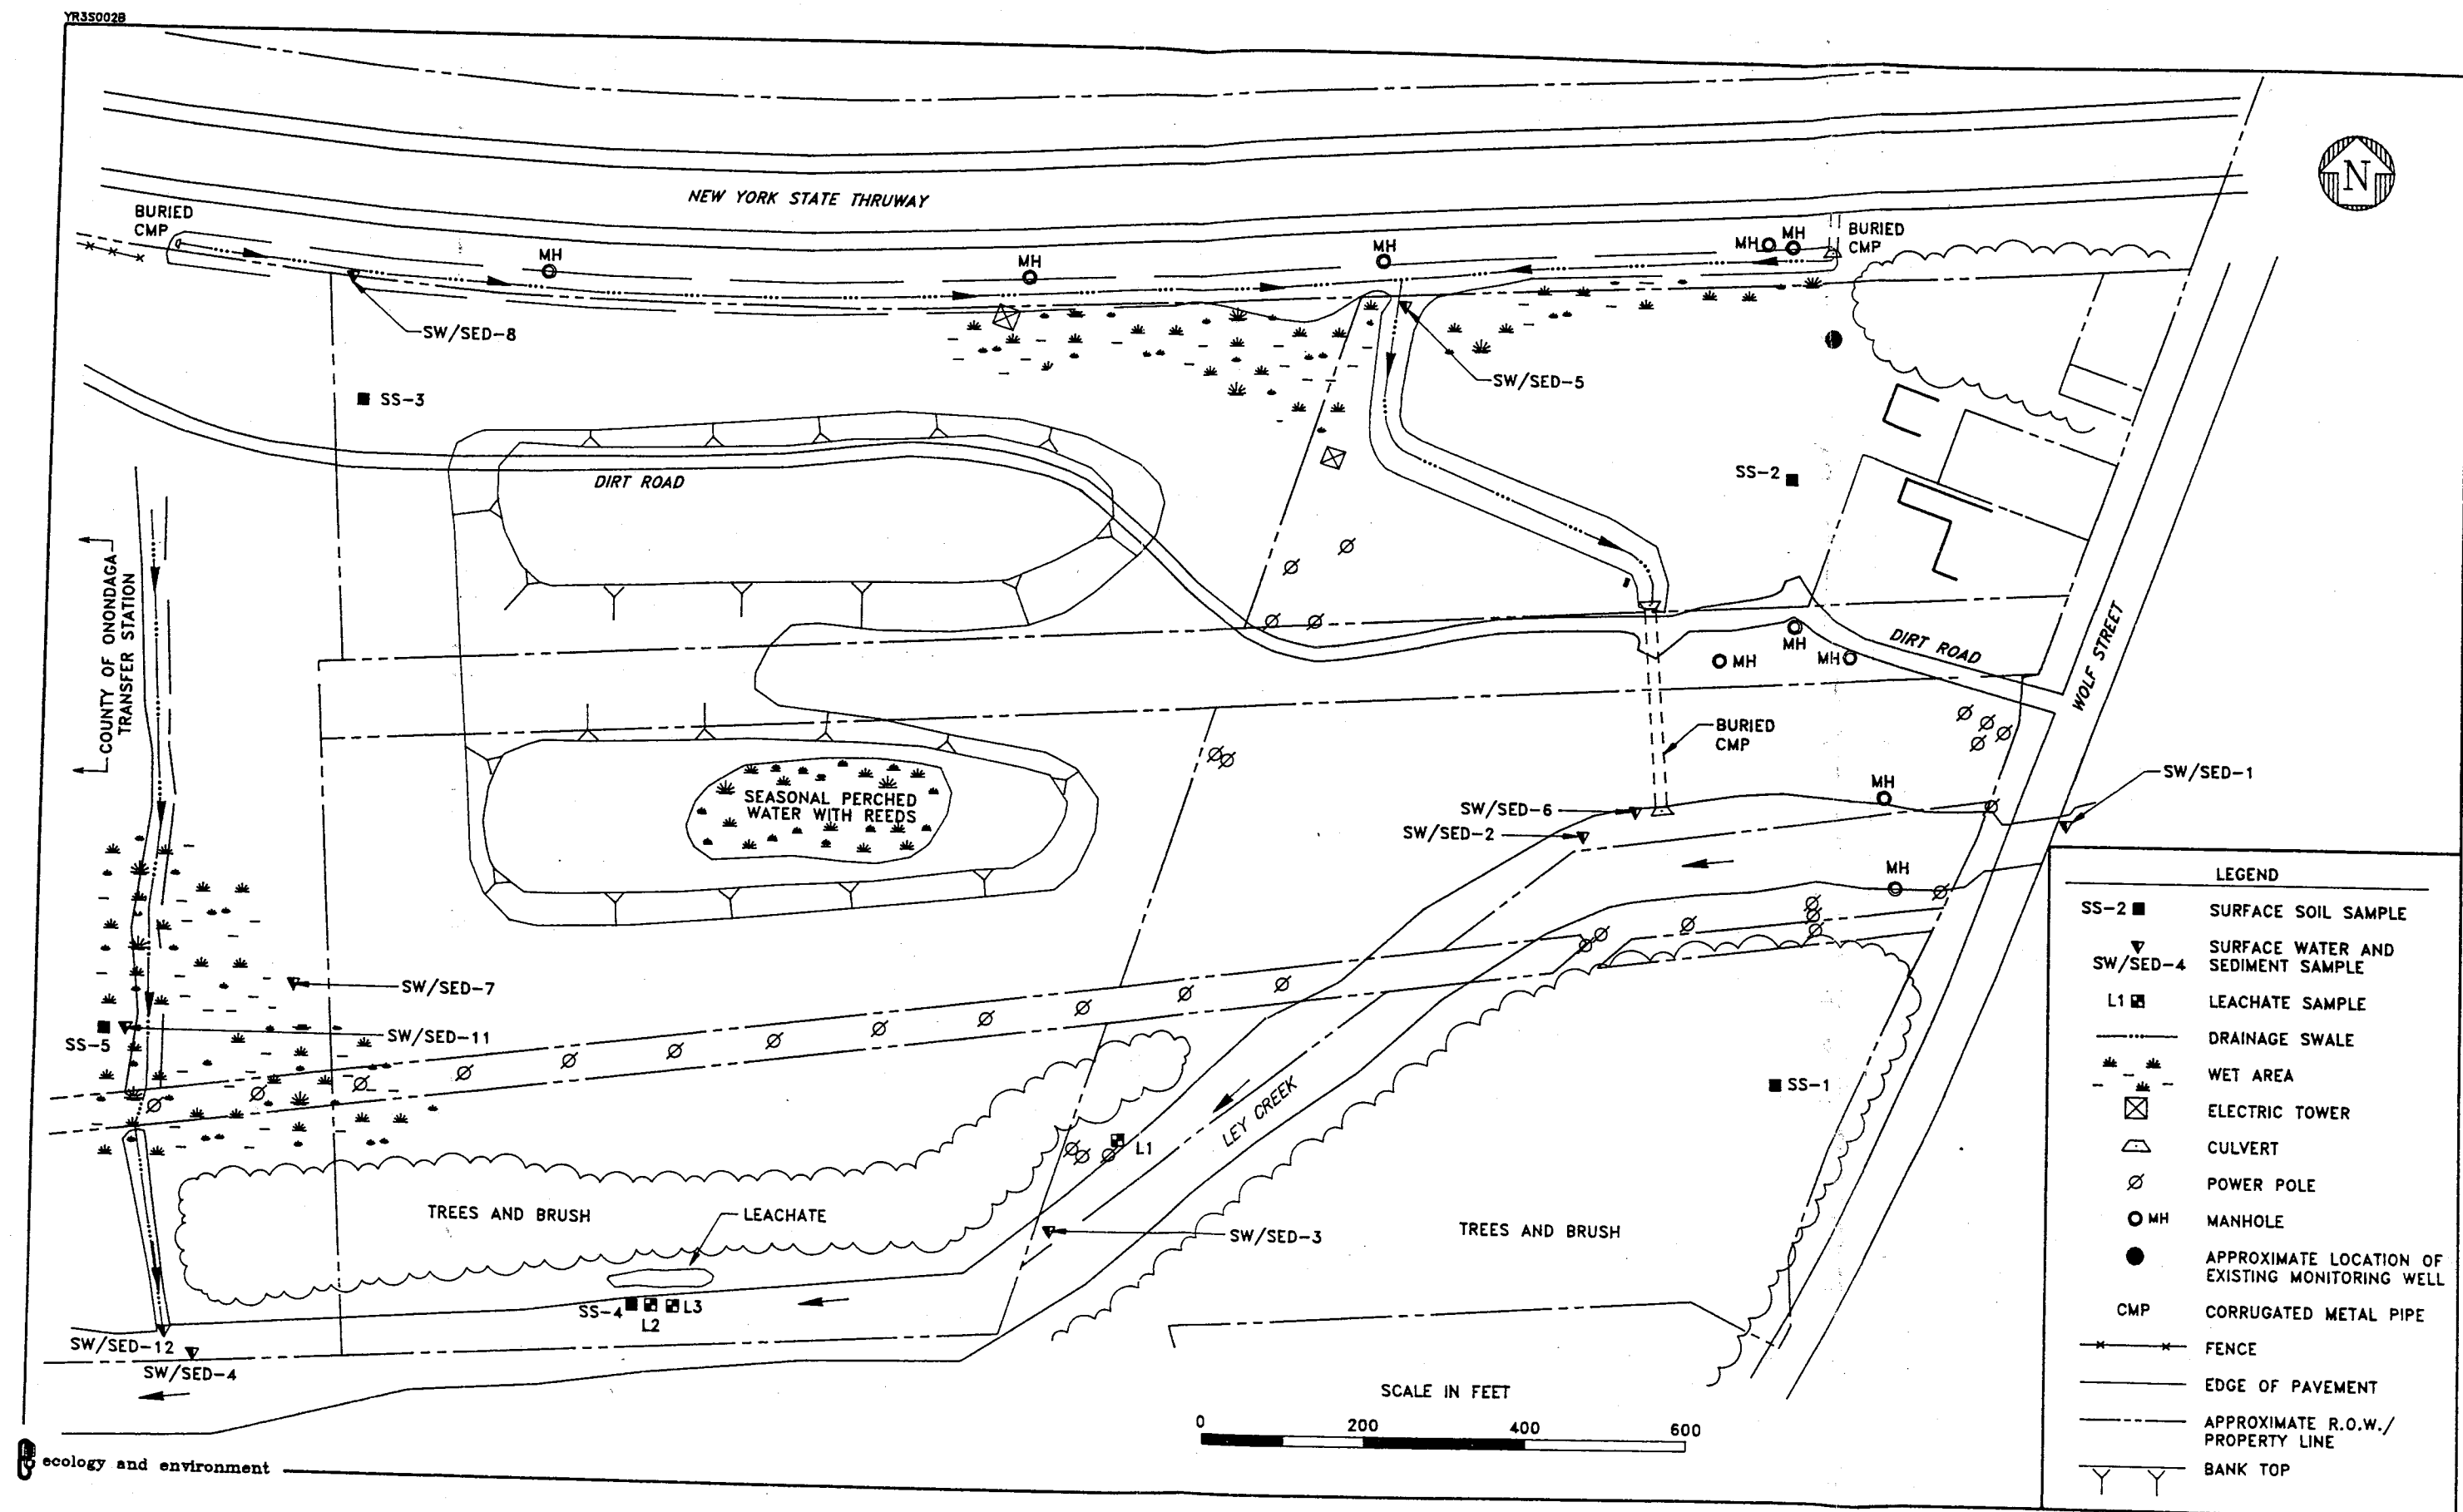 YR3S002B
NEW YORK STATE THRUWAY
N
BURIED
CMP
MH
MH
MH
MH
MH
BURIED
CMP
SW/SED-8
SW/SED-5
SS-3
SS-2
DIRT ROAD
COUNTY OF ONONDAGA
TRANSFER STATION
MH
MH
MH
DIRT ROAD
WOLF STREET
BURIED
CMP
SEASONAL PERCHED
WATER WITH REEDS
SW/SED-6
SW/SED-2
MH
SW/SED-1
MH
SW/SED-7
SW/SED-11
SS-5
SS-1
LEY CREEK
L1
TREES AND BRUSH
LEACHATE
SW/SED-3
TREES AND BRUSH
SS-4
L2
L3
SW/SED-12
SW/SED-4
SCALE IN FEET
0 200 400 600
ecology and environment
LEGEND
SS-2 SURFACE SOIL SAMPLE
SURFACE WATER AND
SW/SED-4 SEDIMENT SAMPLE
L1 LEACHATE SAMPLE
DRAINAGE SWALE
WET AREA
ELECTRIC TOWER
CULVERT
POWER POLE
MH MANHOLE
APPROXIMATE LOCATION OF
EXISTING MONITORING WELL
CMP CORRUGATED METAL PIPE
FENCE
EDGE OF PAVEMENT
APPROXIMATE R.O.W./
PROPERTY LINE
BANK TOP